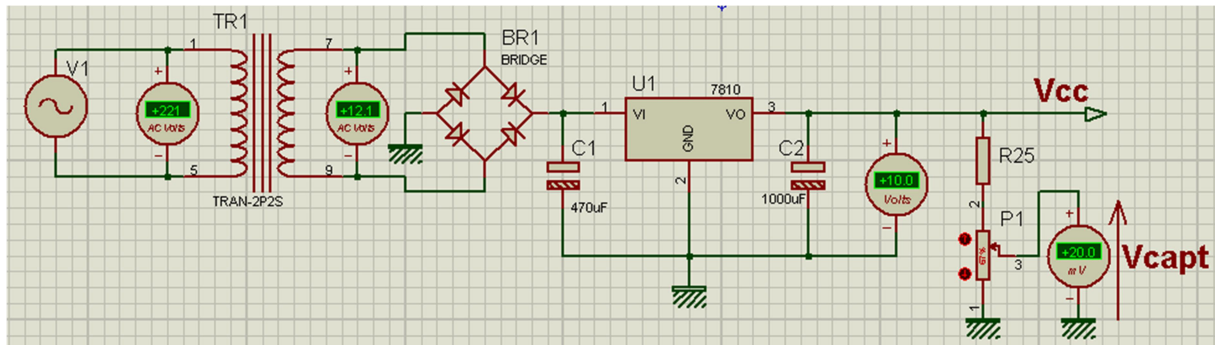 TR1
V1
1
7
+
+221
AC Volts
-
5
TRAN-2P2S
+
+12.1
AC Volts
-
9
BR1
BRIDGE
C1
470uF
U1
7810
1
VI
VO
3
GND
2
C2
1000uF
+
+10.0
Volts
-
Vcc
R25
2
P1
3
1
+
+20.0
mV
-
Vcapt